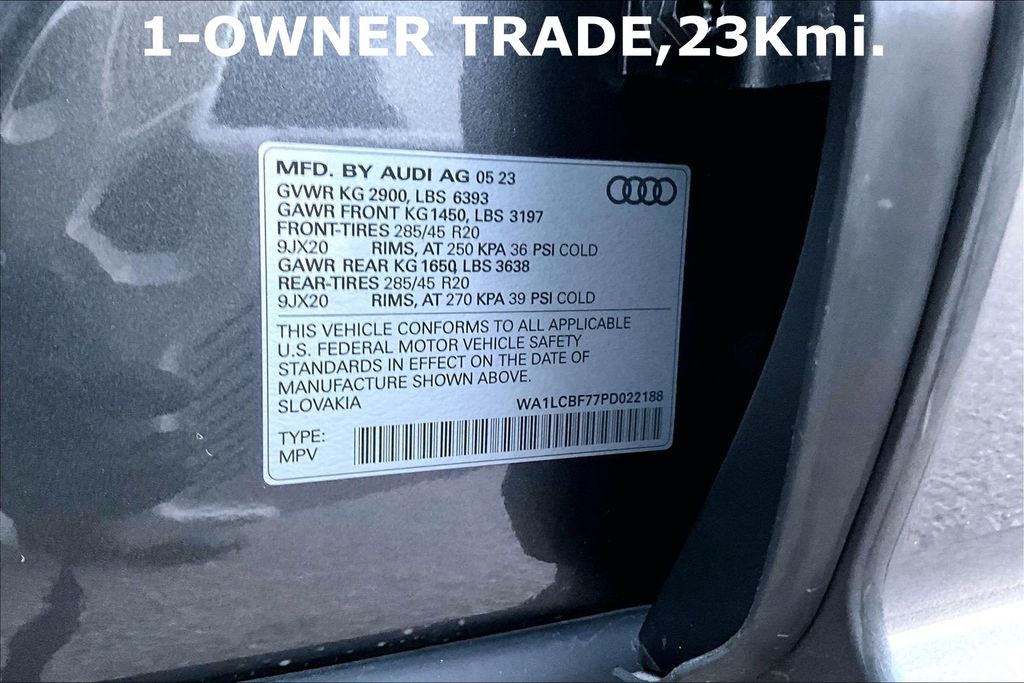 1-OWNER TRADE,23Kmi.
MFD. BY AUDI AG 05 23
GVWR KG 2900, LBS 6393
GAWR FRONT KG1450, LBS 3197
FRONT-TIRES 285/45 R20
9JX20 RIMS, AT 250 KPA 36 PSI COLD
GAWR REAR KG 1650, LBS 3638
REAR-TIRES 285/45 R20
9JX20 RIMS, AT 270 KPA 39 PSI COLD
THIS VEHICLE CONFORMS TO ALL APPLICABLE
U.S. FEDERAL MOTOR VEHICLE SAFETY
STANDARDS IN EFFECT ON THE DATE OF
MANUFACTURE SHOWN ABOVE.
SLOVAKIA WA1LCBF77PD022188
TYPE:
MPV